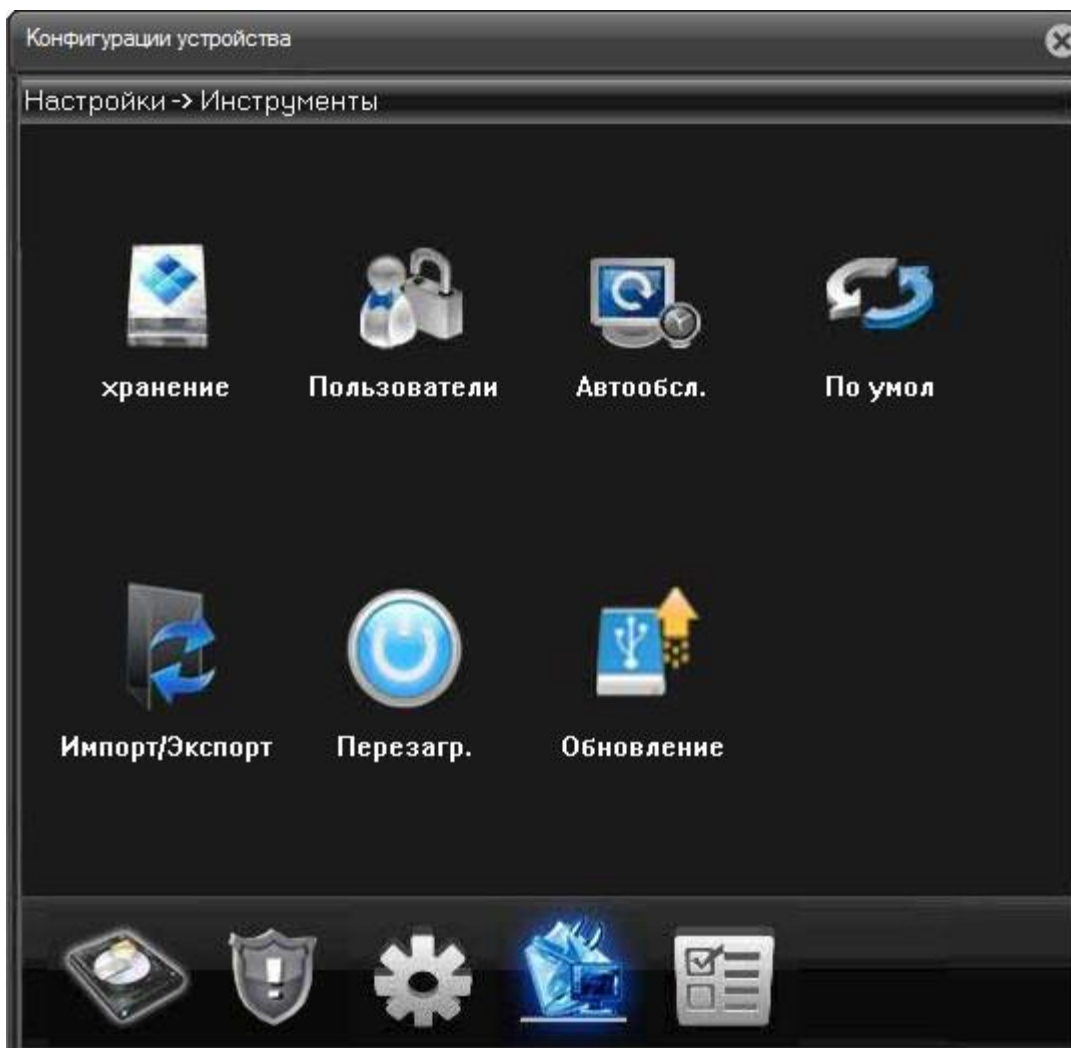 Конфигурации устройства
Настройки -> Инструменты
хранение Пользователи Автообсл. По умол
Импорт/Экспорт Перезагр. Обновление